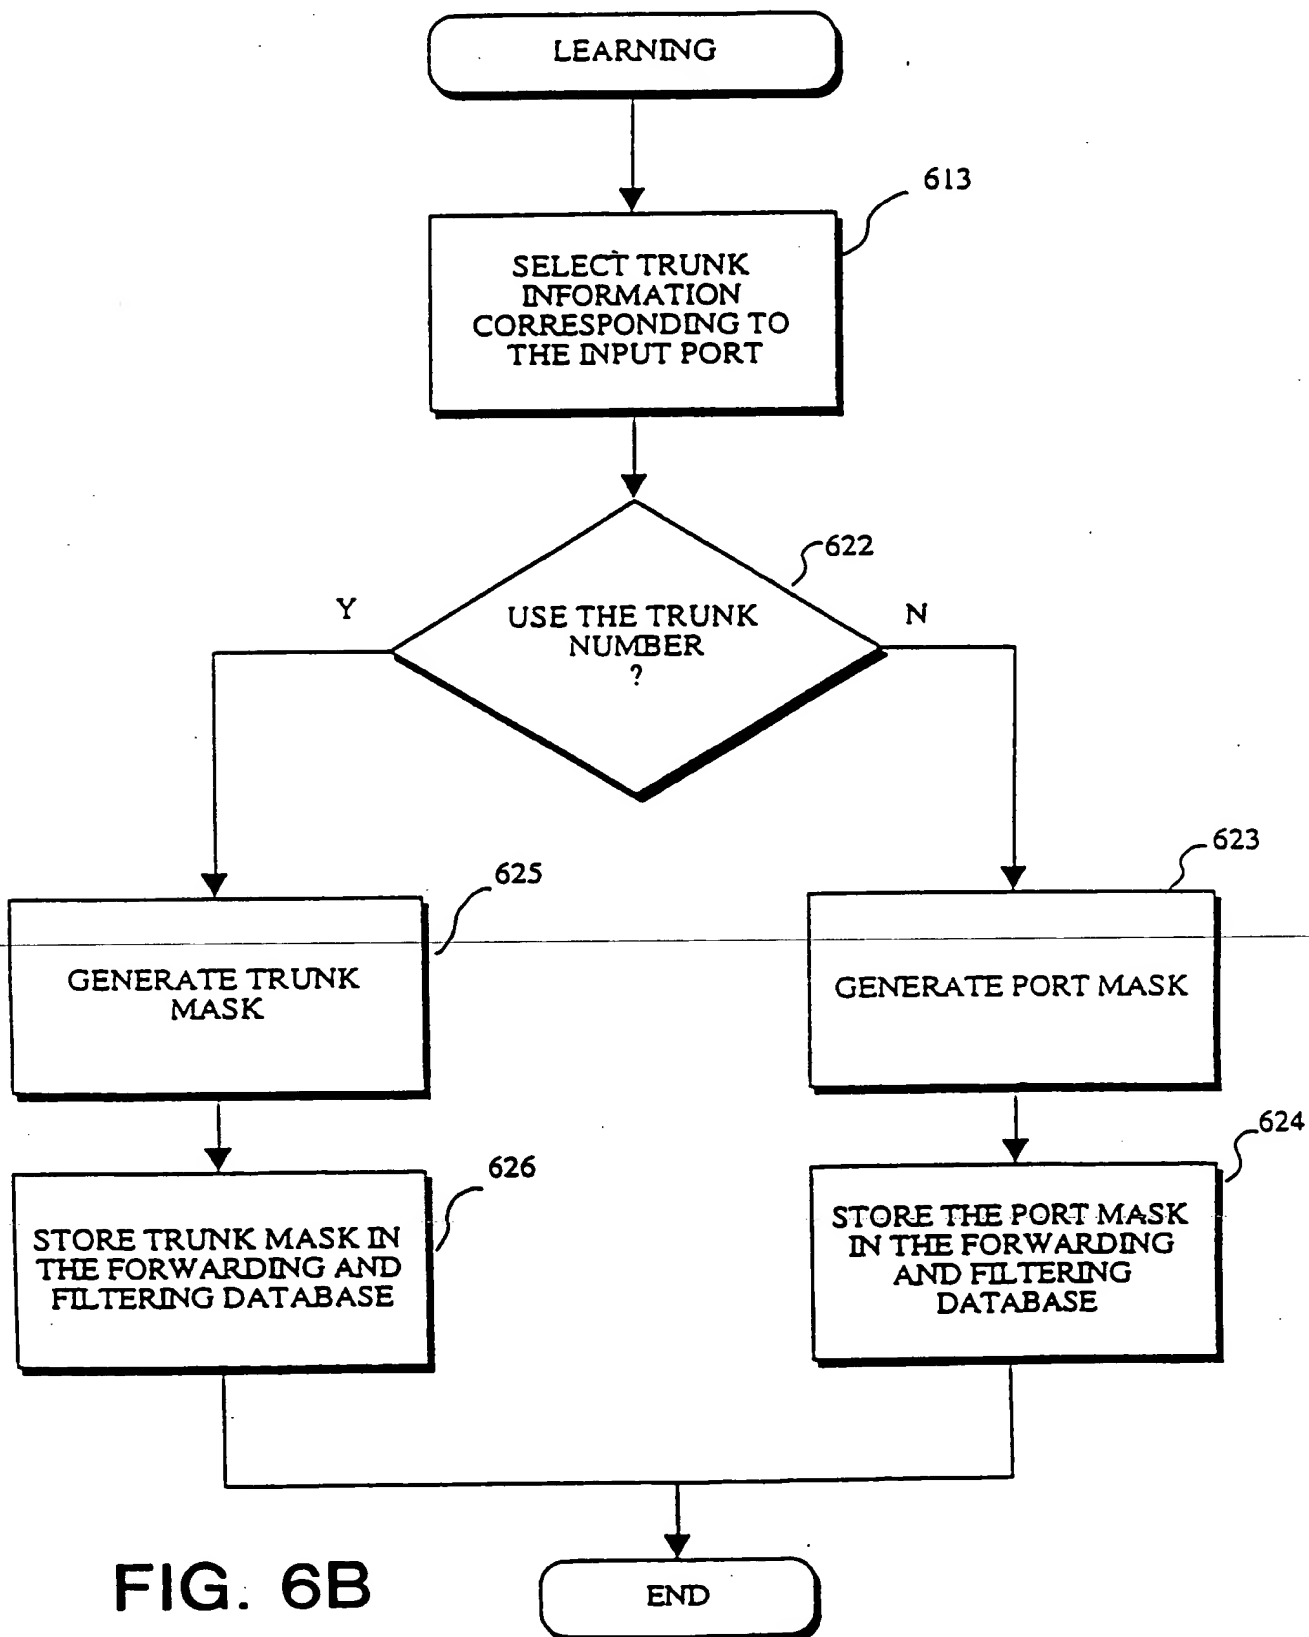 LEARNING
613
SELECT TRUNK
INFORMATION
CORRESPONDING TO
THE INPUT PORT
622
Y
USE THE TRUNK
NUMBER
?
N
625
GENERATE TRUNK
MASK
623
GENERATE PORT MASK
626
STORE TRUNK MASK IN
THE FORWARDING AND
FILTERING DATABASE
624
STORE THE PORT MASK
IN THE FORWARDING
AND FILTERING
DATABASE
FIG. 6B
END